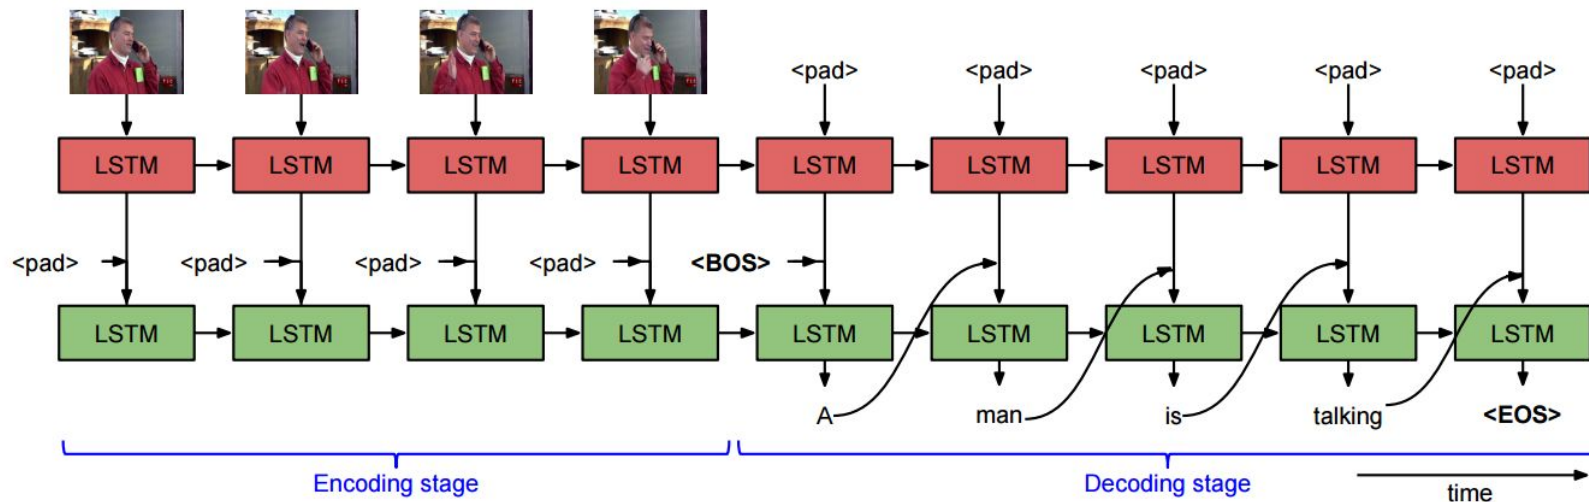 <pad> <pad> <pad> <pad> <pad>
LSTM LSTM LSTM LSTM LSTM LSTM LSTM LSTM LSTM
<pad> <pad> <pad> <pad> <BOS>
LSTM LSTM LSTM LSTM LSTM LSTM LSTM LSTM LSTM
A man is talking <EOS>
Encoding stage Decoding stage
time